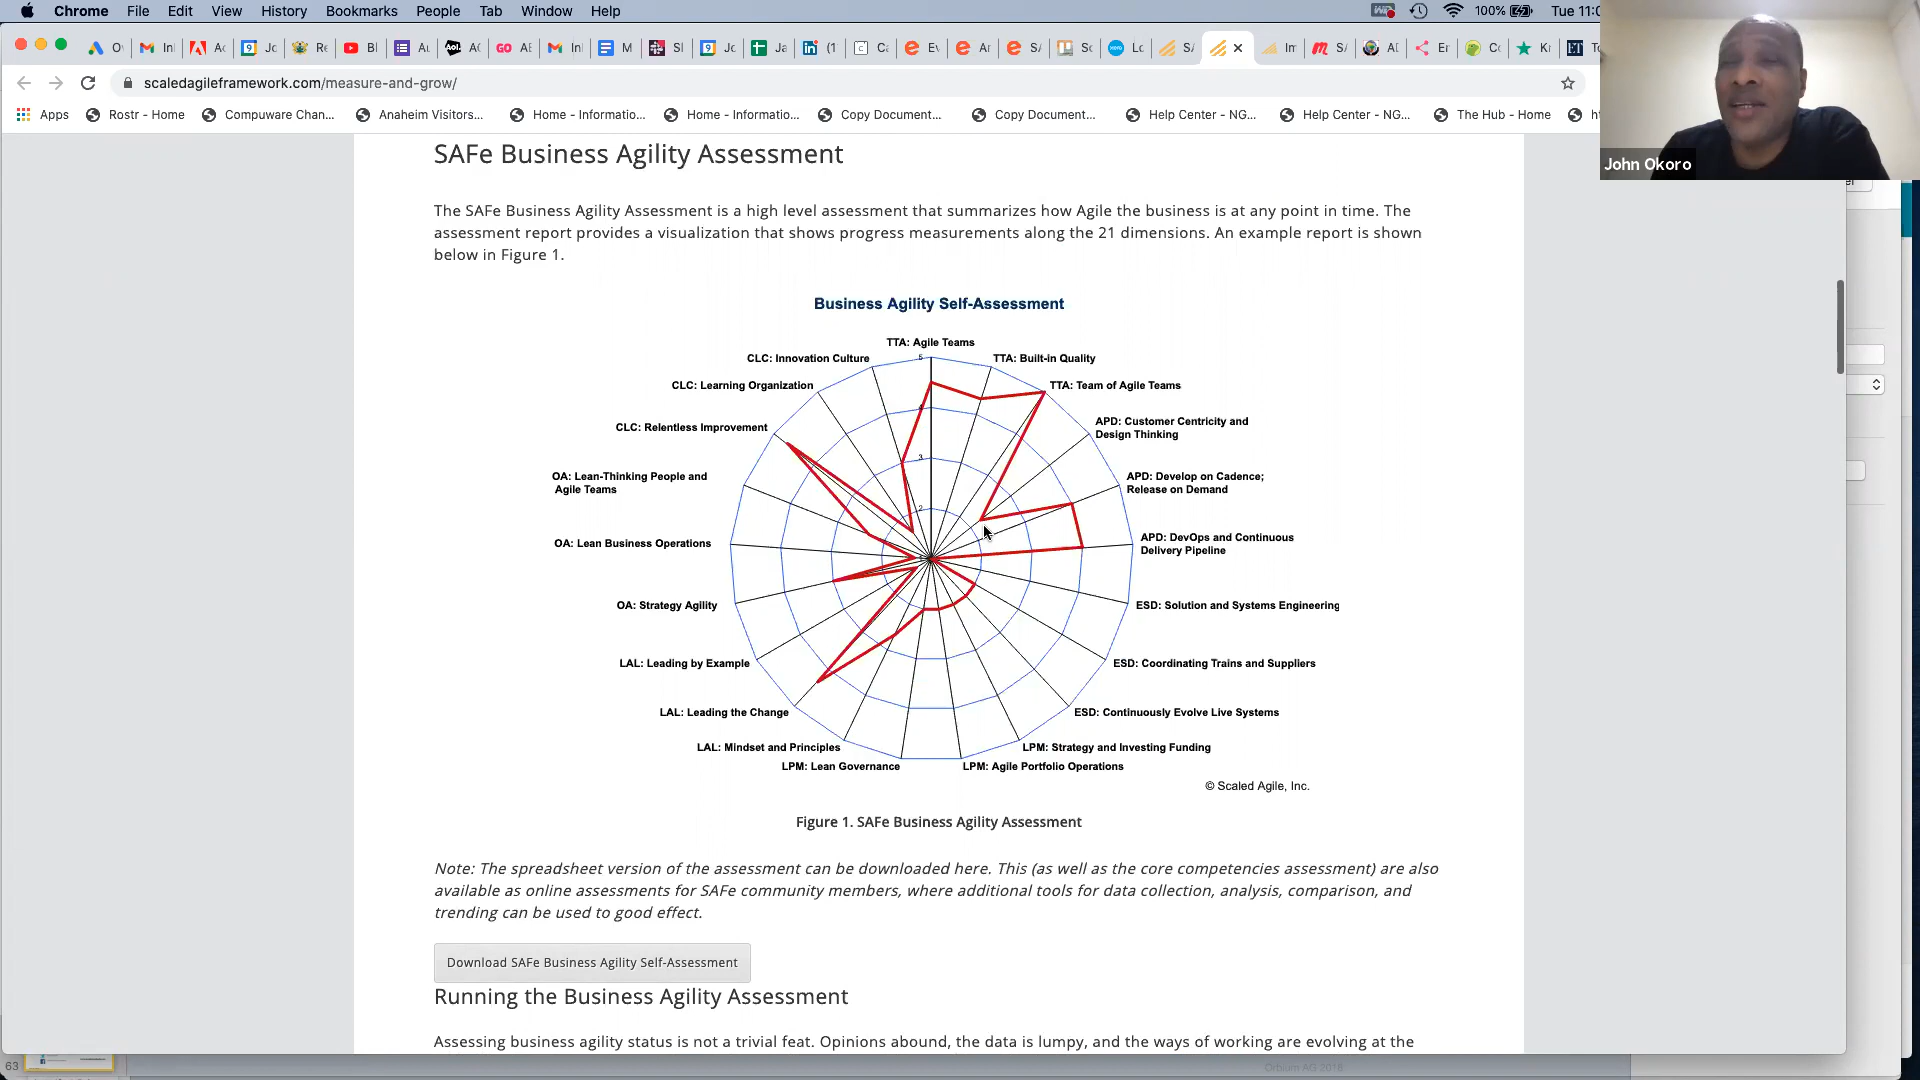 Chrome File Edit View History Bookmarks People Tab Window Help 100% Tue 11:0
scaledagileframework.com/measure-and-grow/
Apps Rostr - Home Compuware Chan... Anaheim Visitors... Home - Informatio... Home - Informatio... Copy Document... Copy Document... Help Center - NG... Help Center - NG... The Hub - Home
John Okoro
SAFe Business Agility Assessment
The SAFe Business Agility Assessment is a high level assessment that summarizes how Agile the business is at any point in time. The
assessment report provides a visualization that shows progress measurements along the 21 dimensions. An example report is shown
below in Figure 1.
Business Agility Self-Assessment
TTA: Agile Teams
CLC: Innovation Culture
TTA: Built-in Quality
CLC: Learning Organization
TTA: Team of Agile Teams
CLC: Relentless Improvement
APD: Customer Centricity and
Design Thinking
OA: Lean-Thinking People and
Agile Teams
APD: Develop on Cadence;
Release on Demand
OA: Lean Business Operations
APD: DevOps and Continuous
Delivery Pipeline
OA: Strategy Agility
ESD: Solution and Systems Engineering
LAL: Leading by Example
ESD: Coordinating Trains and Suppliers
LAL: Leading the Change
ESD: Continuously Evolve Live Systems
LAL: Mindset and Principles
LPM: Strategy and Investing Funding
LPM: Lean Governance
LPM: Agile Portfolio Operations
5
4
3
2
© Scaled Agile, Inc.
Figure 1. SAFe Business Agility Assessment
Note: The spreadsheet version of the assessment can be downloaded here. This (as well as the core competencies assessment) are also
available as online assessments for SAFe community members, where additional tools for data collection, analysis, comparison, and
trending can be used to good effect.
Download SAFe Business Agility Self-Assessment
Running the Business Agility Assessment
Assessing business agility status is not a trivial feat. Opinions abound, the data is lumpy, and the ways of working are evolving at the
63
Orbium AG 2018